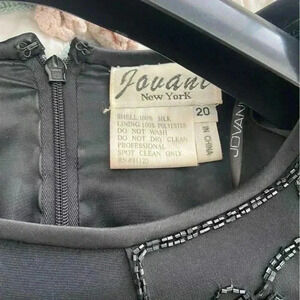 Jovani
New York
20
SHELL:100% SILK
LINING:100% POLYESTER
DO NOT WASH
DO NOT DRY CLEAN
PROFESSIONAL
SPOT CLEAN ONLY
IN CHINA
JOVANI